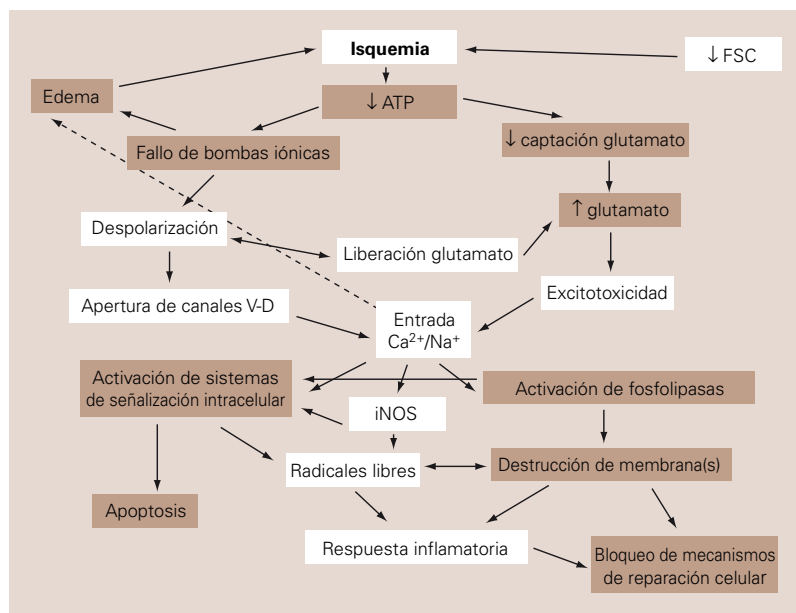 Isquemia
↓ FSC
Edema
↓ ATP
Fallo de bombas iónicas
↓ captación glutamato
↑ glutamato
Despolarización
Liberación glutamato
Excitotoxicidad
Apertura de canales V-D
Entrada
Ca²⁺/Na⁺
Activación de sistemas
de señalización intracelular
Activación de fosfolipasas
iNOS
Radicales libres
Destrucción de membrana(s)
Apoptosis
Respuesta inflamatoria
Bloqueo de mecanismos
de reparación celular